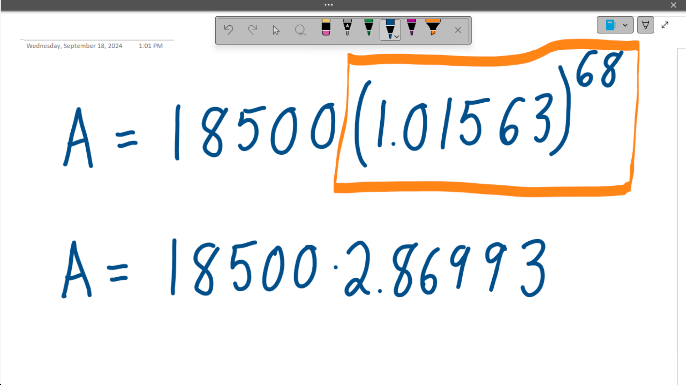 Wednesday, September 18, 2024 1:01 PM
A = 18500(1.01563)^68
A = 18500·2.86993